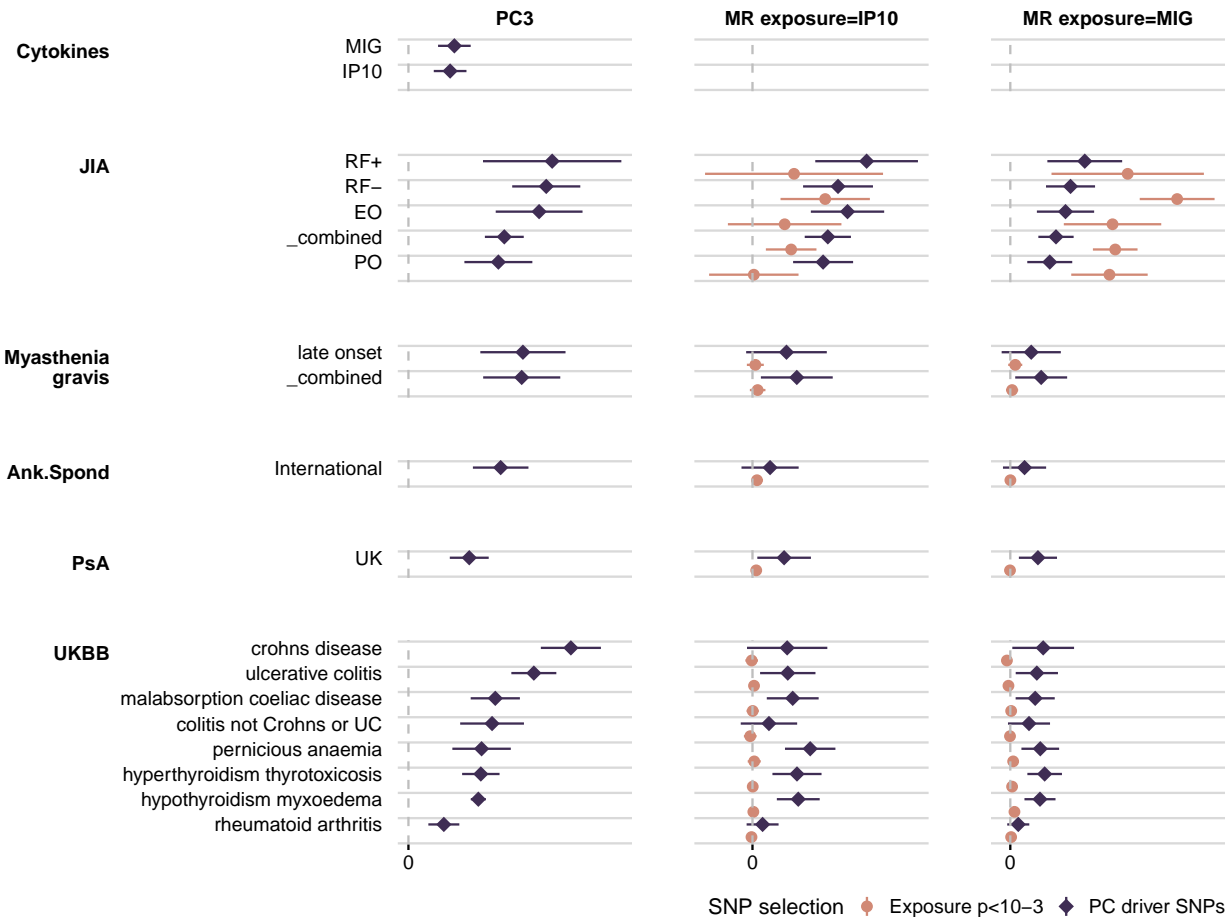 PC3
MR exposure=IP10
MR exposure=MIG
Cytokines
MIG
IP10
JIA
RF+
RF−
EO
_combined
PO
Myasthenia
gravis
late onset
_combined
Ank.Spond
International
PsA
UK
UKBB
crohns disease
ulcerative colitis
malabsorption coeliac disease
colitis not Crohns or UC
pernicious anaemia
hyperthyroidism thyrotoxicosis
hypothyroidism myxoedema
rheumatoid arthritis
0
0
0
SNP selection
Exposure p<10−3
PC driver SNPs